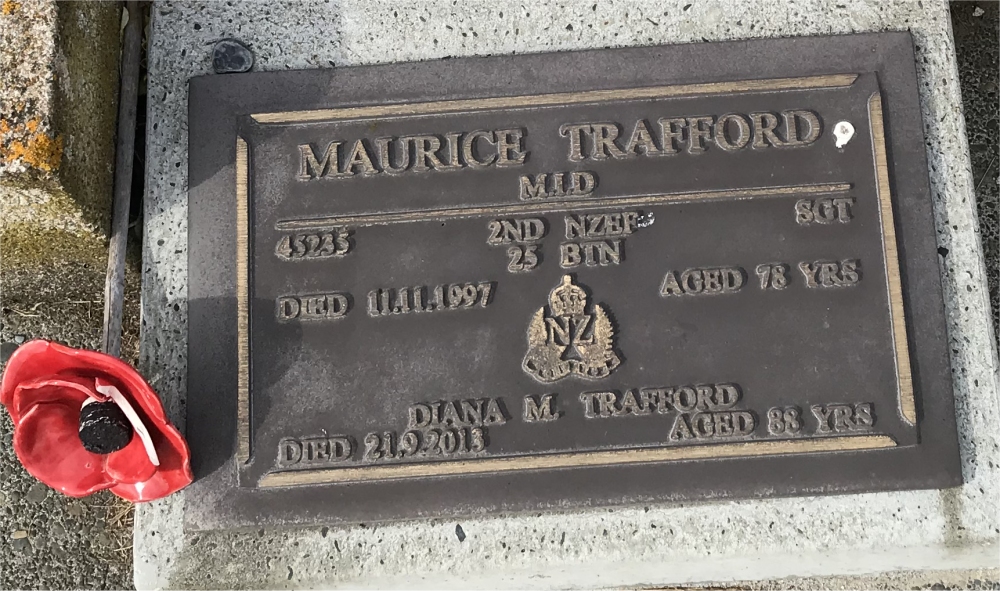 MAURICE TRAFFORD
M.I.D
45235 2ND NZEF SGT
25 BTN
DIED 11.11.1997 AGED 78 YRS
NZ
DIANA M. TRAFFORD
DIED 21.9.2013 AGED 88 YRS